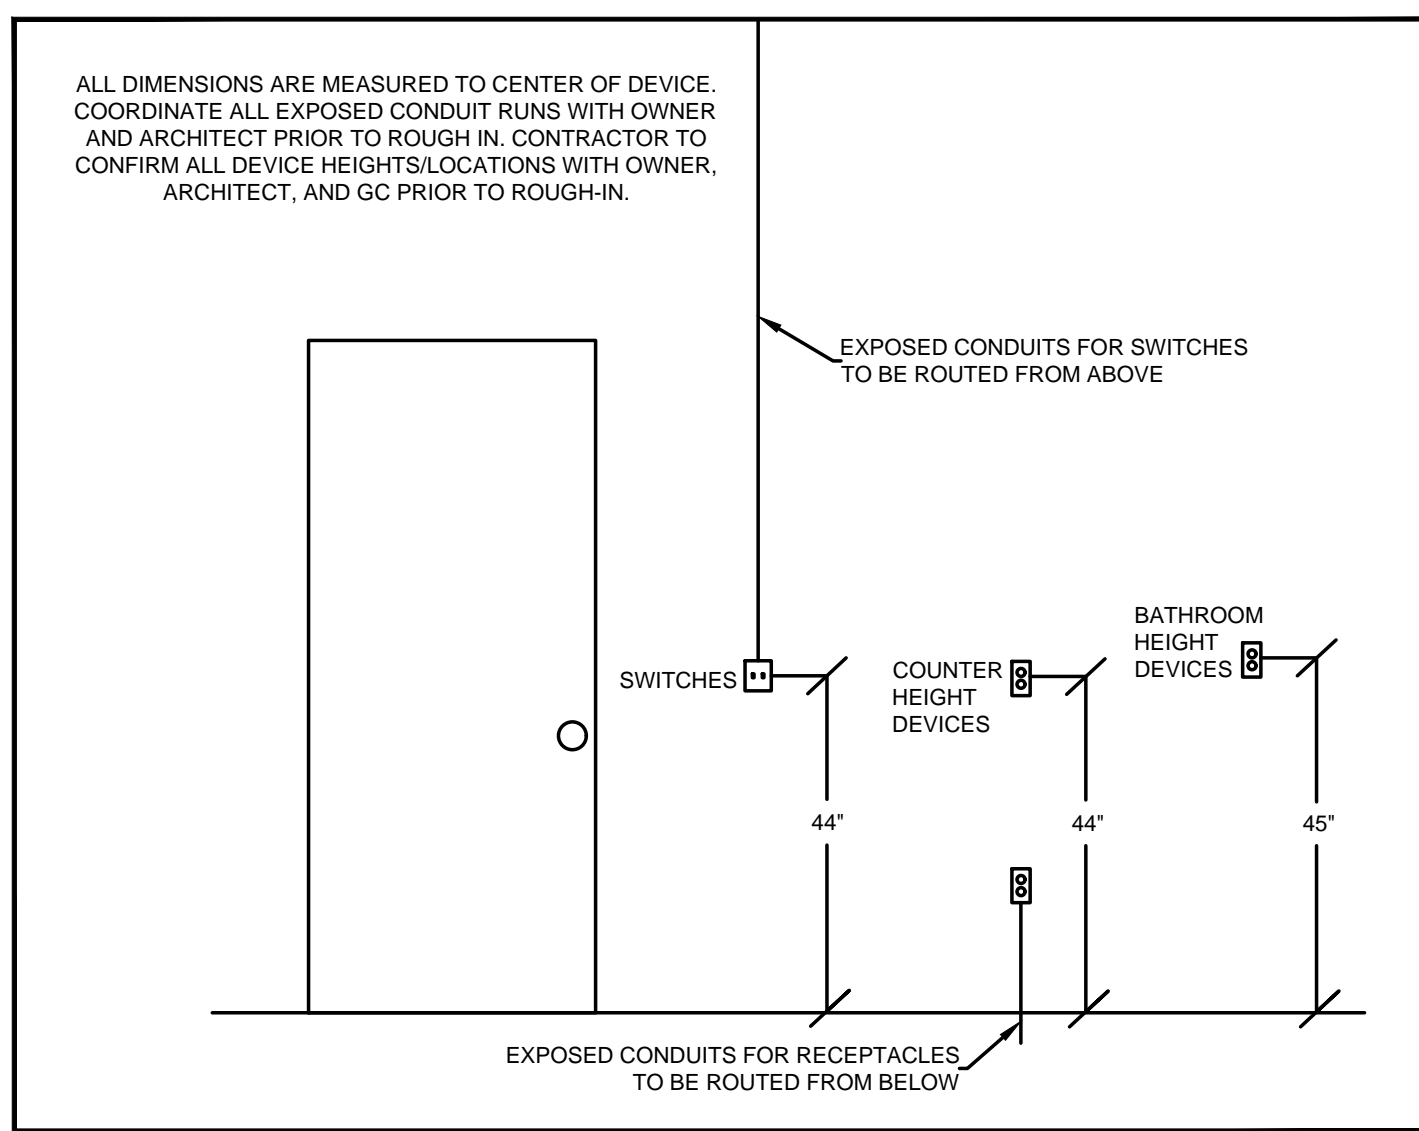 ALL DIMENSIONS ARE MEASURED TO CENTER OF DEVICE.
COORDINATE ALL EXPOSED CONDUIT RUNS WITH OWNER
AND ARCHITECT PRIOR TO ROUGH IN. CONTRACTOR TO
CONFIRM ALL DEVICE HEIGHTS/LOCATIONS WITH OWNER,
ARCHITECT, AND GC PRIOR TO ROUGH-IN.
EXPOSED CONDUITS FOR SWITCHES
TO BE ROUTED FROM ABOVE
SWITCHES
COUNTER
HEIGHT
DEVICES
BATHROOM
HEIGHT
DEVICES
44"
44"
45"
EXPOSED CONDUITS FOR RECEPTACLES
TO BE ROUTED FROM BELOW